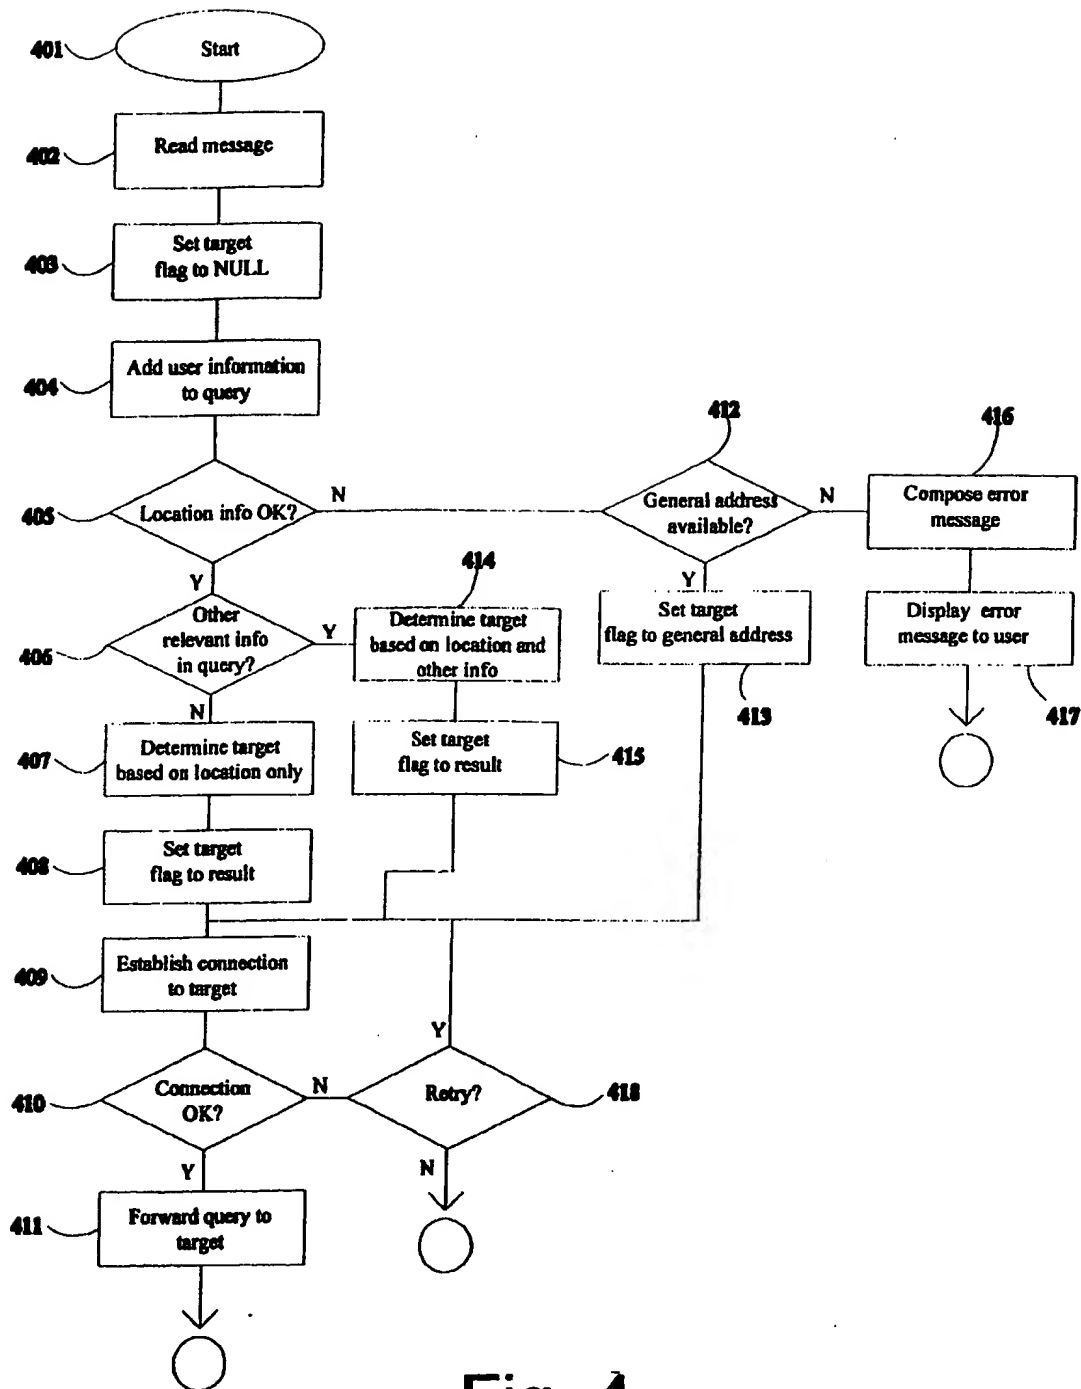 401
Start
402
Read message
403
Set target
flag to NULL
404
Add user information
to query
412
416
405
Location info OK?
N
General address
available?
N
Compose error
message
Y
414
Y
406
Other
relevant info
in query?
Y
Determine target
based on location and
other info
Set target
flag to general address
Display error
message to user
413
417
N
407
Determine target
based on location only
Set target
flag to result
415
408
Set target
flag to result
409
Establish connection
to target
Y
410
Connection
OK?
N
Retry?
418
Y
N
411
Forward query to
target
Fig. 4